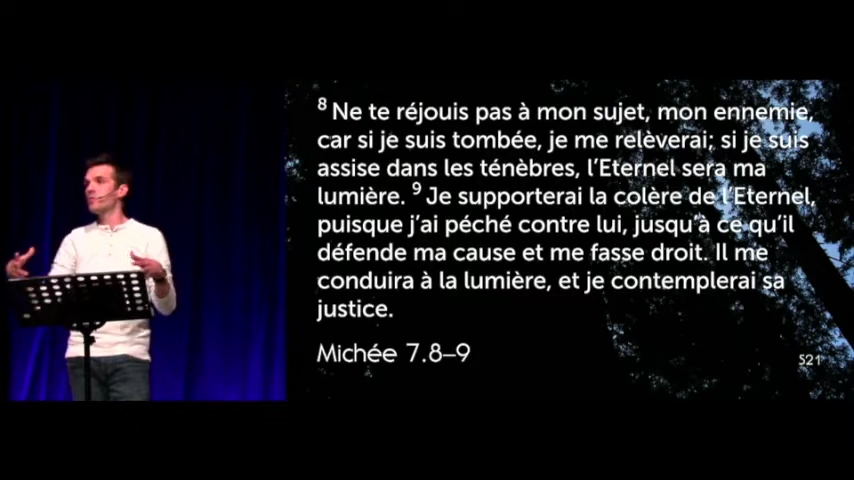 8 Ne te réjouis pas à mon sujet, mon ennemie,
car si je suis tombée, je me relèverai; si je suis
assise dans les ténèbres, l'Eternel sera ma
lumière. 9 Je supporterai la colère de l'Eternel,
puisque j'ai péché contre lui, jusqu'à ce qu'il
défende ma cause et me fasse droit. Il me
conduira à la lumière, et je contemplerai sa
justice.
Michée 7.8–9
S21